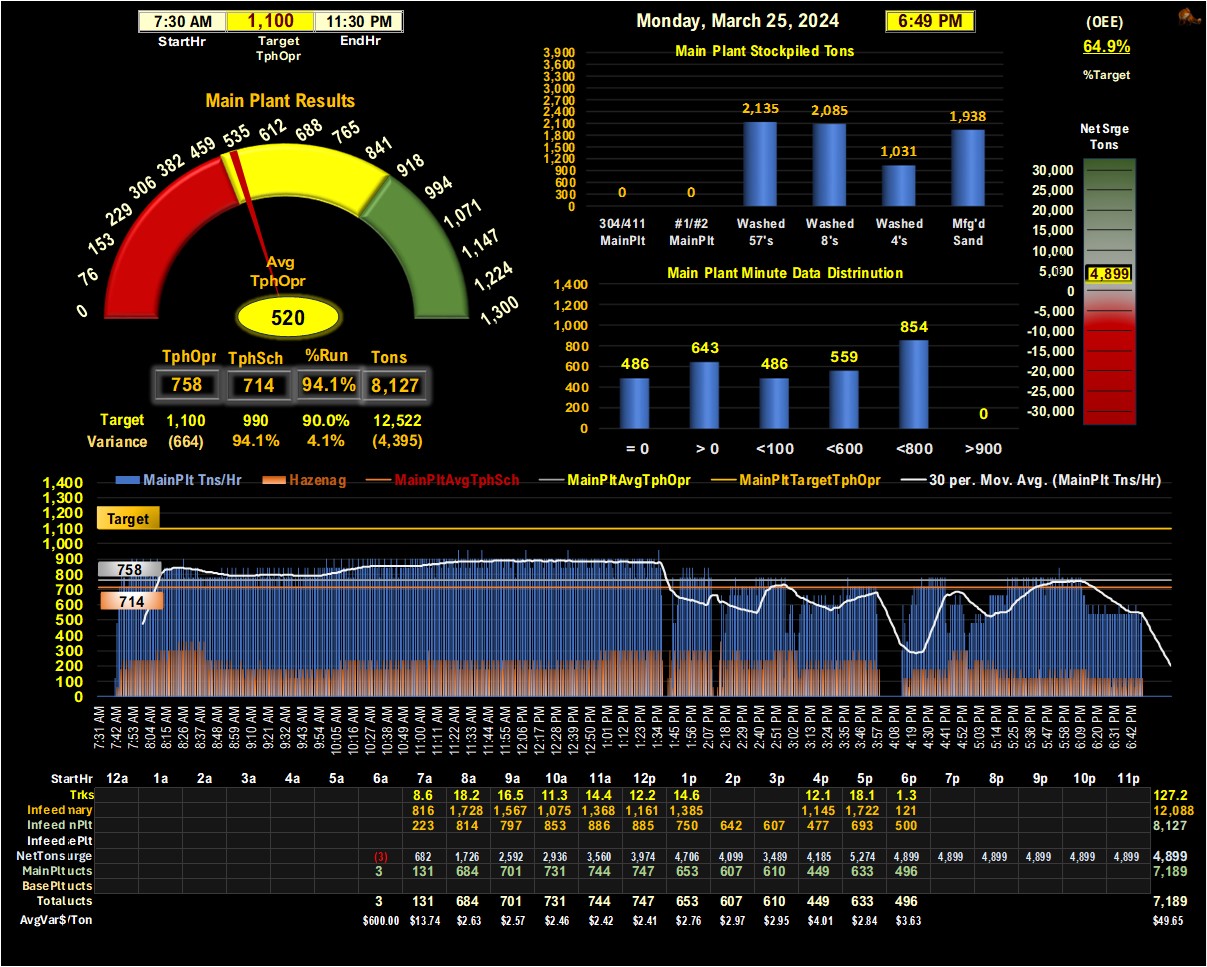 7:30 AM 1,100 11:30 PM
StartHr Target TphOpr EndHr
Monday, March 25, 2024 6:49 PM
(OEE)
64.9%
%Target
Main Plant Results
0 76 153 229 306 382 459 535 612 688 765 841 918 994 1,071 1,147 1,224 1,300
Avg
TphOpr
520
TphOpr TphSch %Run Tons
758 714 94.1% 8,127
Target 1,100 990 90.0% 12,522
Variance (664) 94.1% 4.1% (4,395)
Main Plant Stockpiled Tons
3,900
3,600
3,300
3,000
2,700
2,400
2,100
1,800
1,500
1,200
900
600
300
0
0 0 2,135 2,085 1,031 1,938
304/411 #1/#2 Washed Washed Washed Mfg'd
MainPlt MainPlt 57's 8's 4's Sand
Main Plant Minute Data Distrinution
1,400
1,200
1,000
800
600
400
200
0
486 643 486 559 854 0
= 0 > 0 <100 <600 <800 >900
Net Srge
Tons
30,000
25,000
20,000
15,000
10,000
5,000
4,899
0
-5,000
-10,000
-15,000
-20,000
-25,000
-30,000
MainPlt Tns/Hr Hazenag MainPltAvgTphSch MainPltAvgTphOpr MainPltTargetTphOpr 30 per. Mov. Avg. (MainPlt Tns/Hr)
1,400
1,300
1,200
1,100
1,000
900
800
700
600
500
400
300
200
100
0
Target
758
714
7:31 AM 7:42 AM 7:53 AM 8:04 AM 8:15 AM 8:26 AM 8:37 AM 8:48 AM 8:59 AM 9:10 AM 9:21 AM 9:32 AM 9:43 AM 9:54 AM 10:05 AM 10:16 AM 10:27 AM 10:38 AM 10:49 AM 11:00 AM 11:11 AM 11:22 AM 11:33 AM 11:44 AM 11:55 AM 12:06 PM 12:17 PM 12:28 PM 12:39 PM 12:50 PM 1:01 PM 1:12 PM 1:23 PM 1:34 PM 1:45 PM 1:56 PM 2:07 PM 2:18 PM 2:29 PM 2:40 PM 2:51 PM 3:02 PM 3:13 PM 3:24 PM 3:35 PM 3:46 PM 3:57 PM 4:08 PM 4:19 PM 4:30 PM 4:41 PM 4:52 PM 5:03 PM 5:14 PM 5:25 PM 5:36 PM 5:47 PM 5:58 PM 6:09 PM 6:20 PM 6:31 PM 6:42 PM
StartHr 12a 1a 2a 3a 4a 5a 6a 7a 8a 9a 10a 11a 12p 1p 2p 3p 4p 5p 6p 7p 8p 9p 10p 11p
Trks 8.6 18.2 16.5 11.3 14.4 12.2 14.6 12.1 18.1 1.3 127.2
Infeed nary 816 1,728 1,567 1,075 1,368 1,161 1,385 1,145 1,722 121 12,088
Infeed nPlt 223 814 797 853 886 885 750 642 607 477 693 500 8,127
Infeed ePlt
NetTons urge (3) 682 1,726 2,592 2,936 3,560 3,974 4,706 4,099 3,489 4,185 5,274 4,899 4,899 4,899 4,899 4,899 4,899 4,899
MainPlt ucts 3 131 684 701 731 744 747 653 607 610 449 633 496 7,189
BasePlt ucts
Total ucts 3 131 684 701 731 744 747 653 607 610 449 633 496 7,189
AvgVar$/Ton $600.00 $13.74 $2.63 $2.57 $2.46 $2.42 $2.41 $2.76 $2.97 $2.95 $4.01 $2.84 $3.63 $49.65